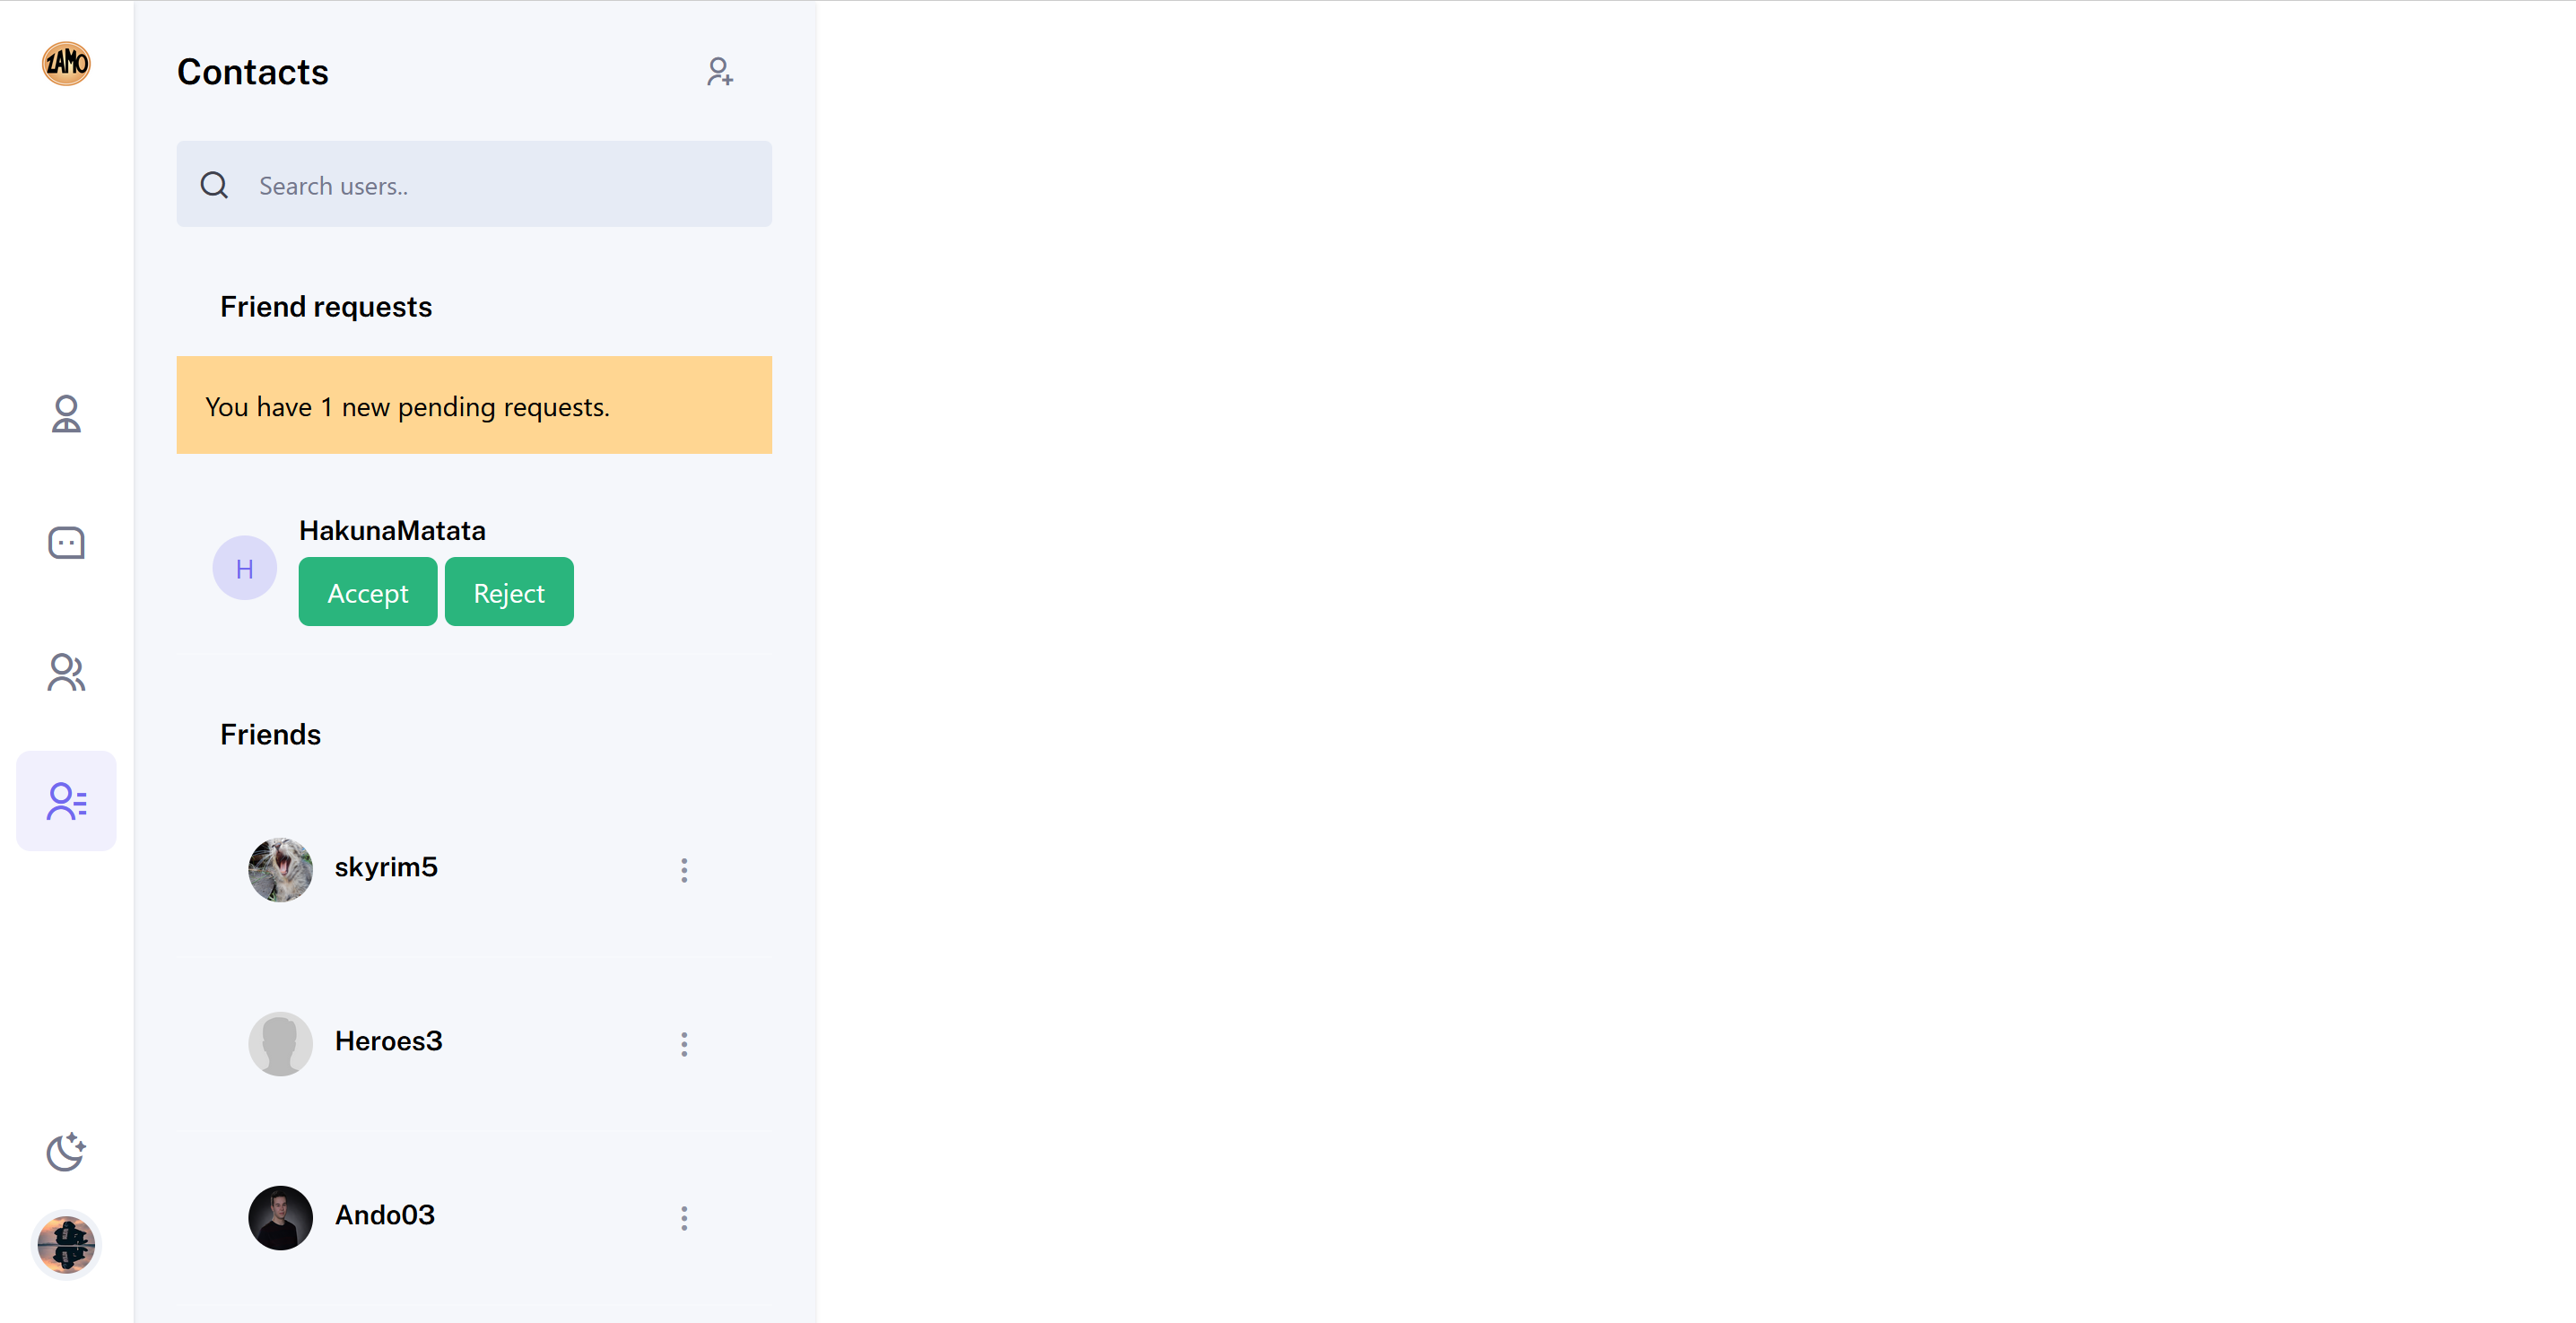 ZAMO
Contacts
Search users..
Friend requests
You have 1 new pending requests.
H
HakunaMatata
Accept Reject
Friends
skyrim5
Heroes3
Ando03